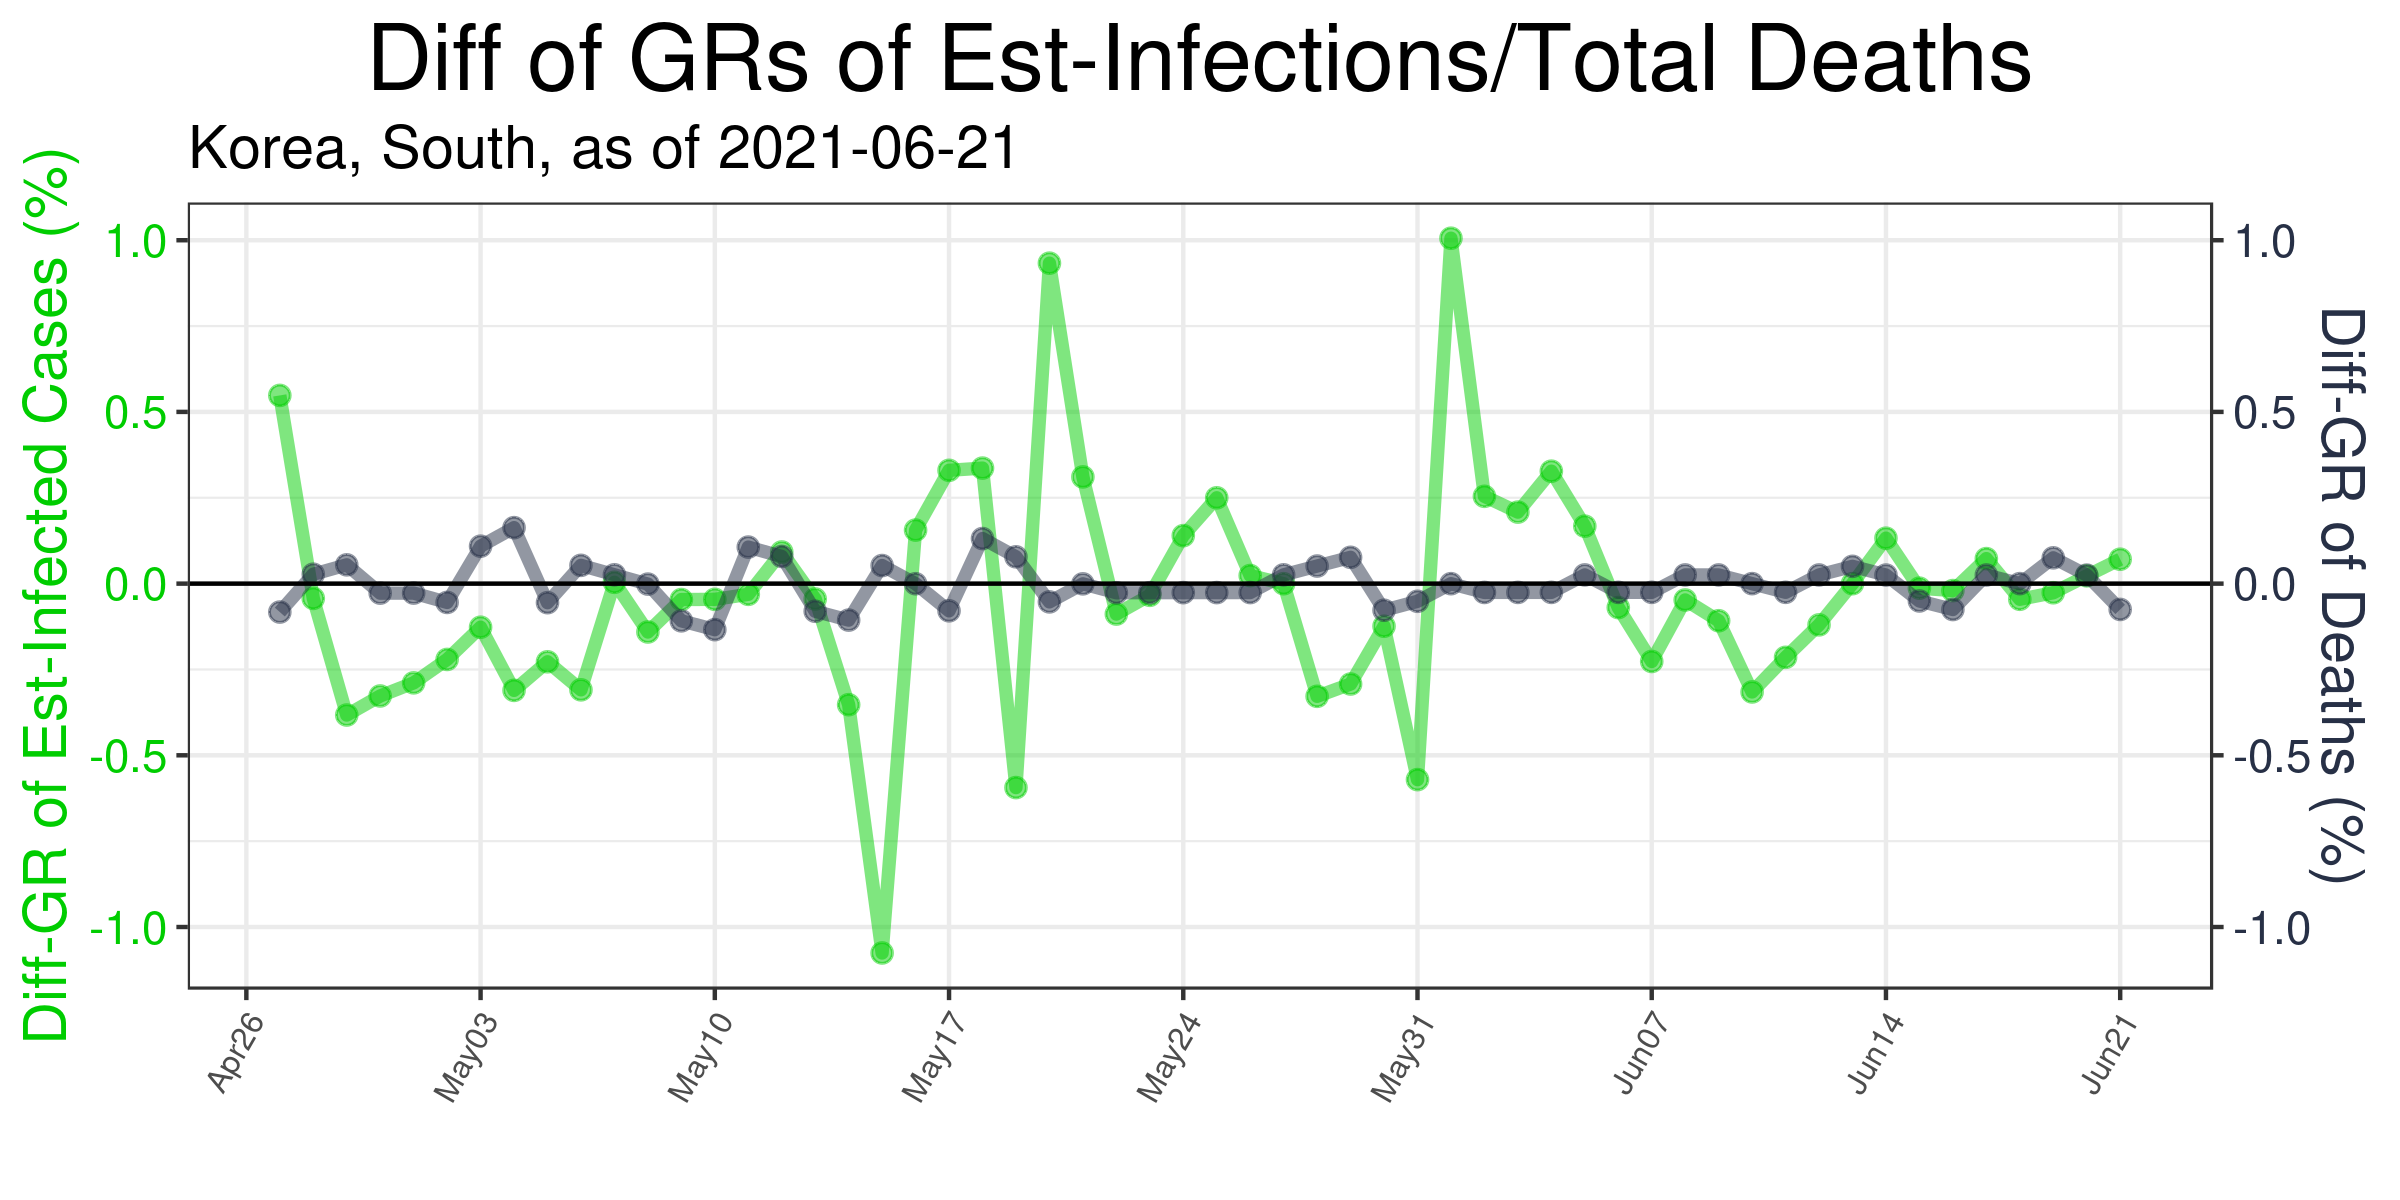 Diff of GRs of Est-Infections/Total Deaths
Korea, South, as of 2021-06-21
Diff-GR of Est-Infected Cases (%)
1.0
0.5
0.0
-0.5
-1.0
1.0
0.5
0.0
-0.5
-1.0
Diff-GR of Deaths (%)
Apr26
May03
May10
May17
May24
May31
Jun07
Jun14
Jun21